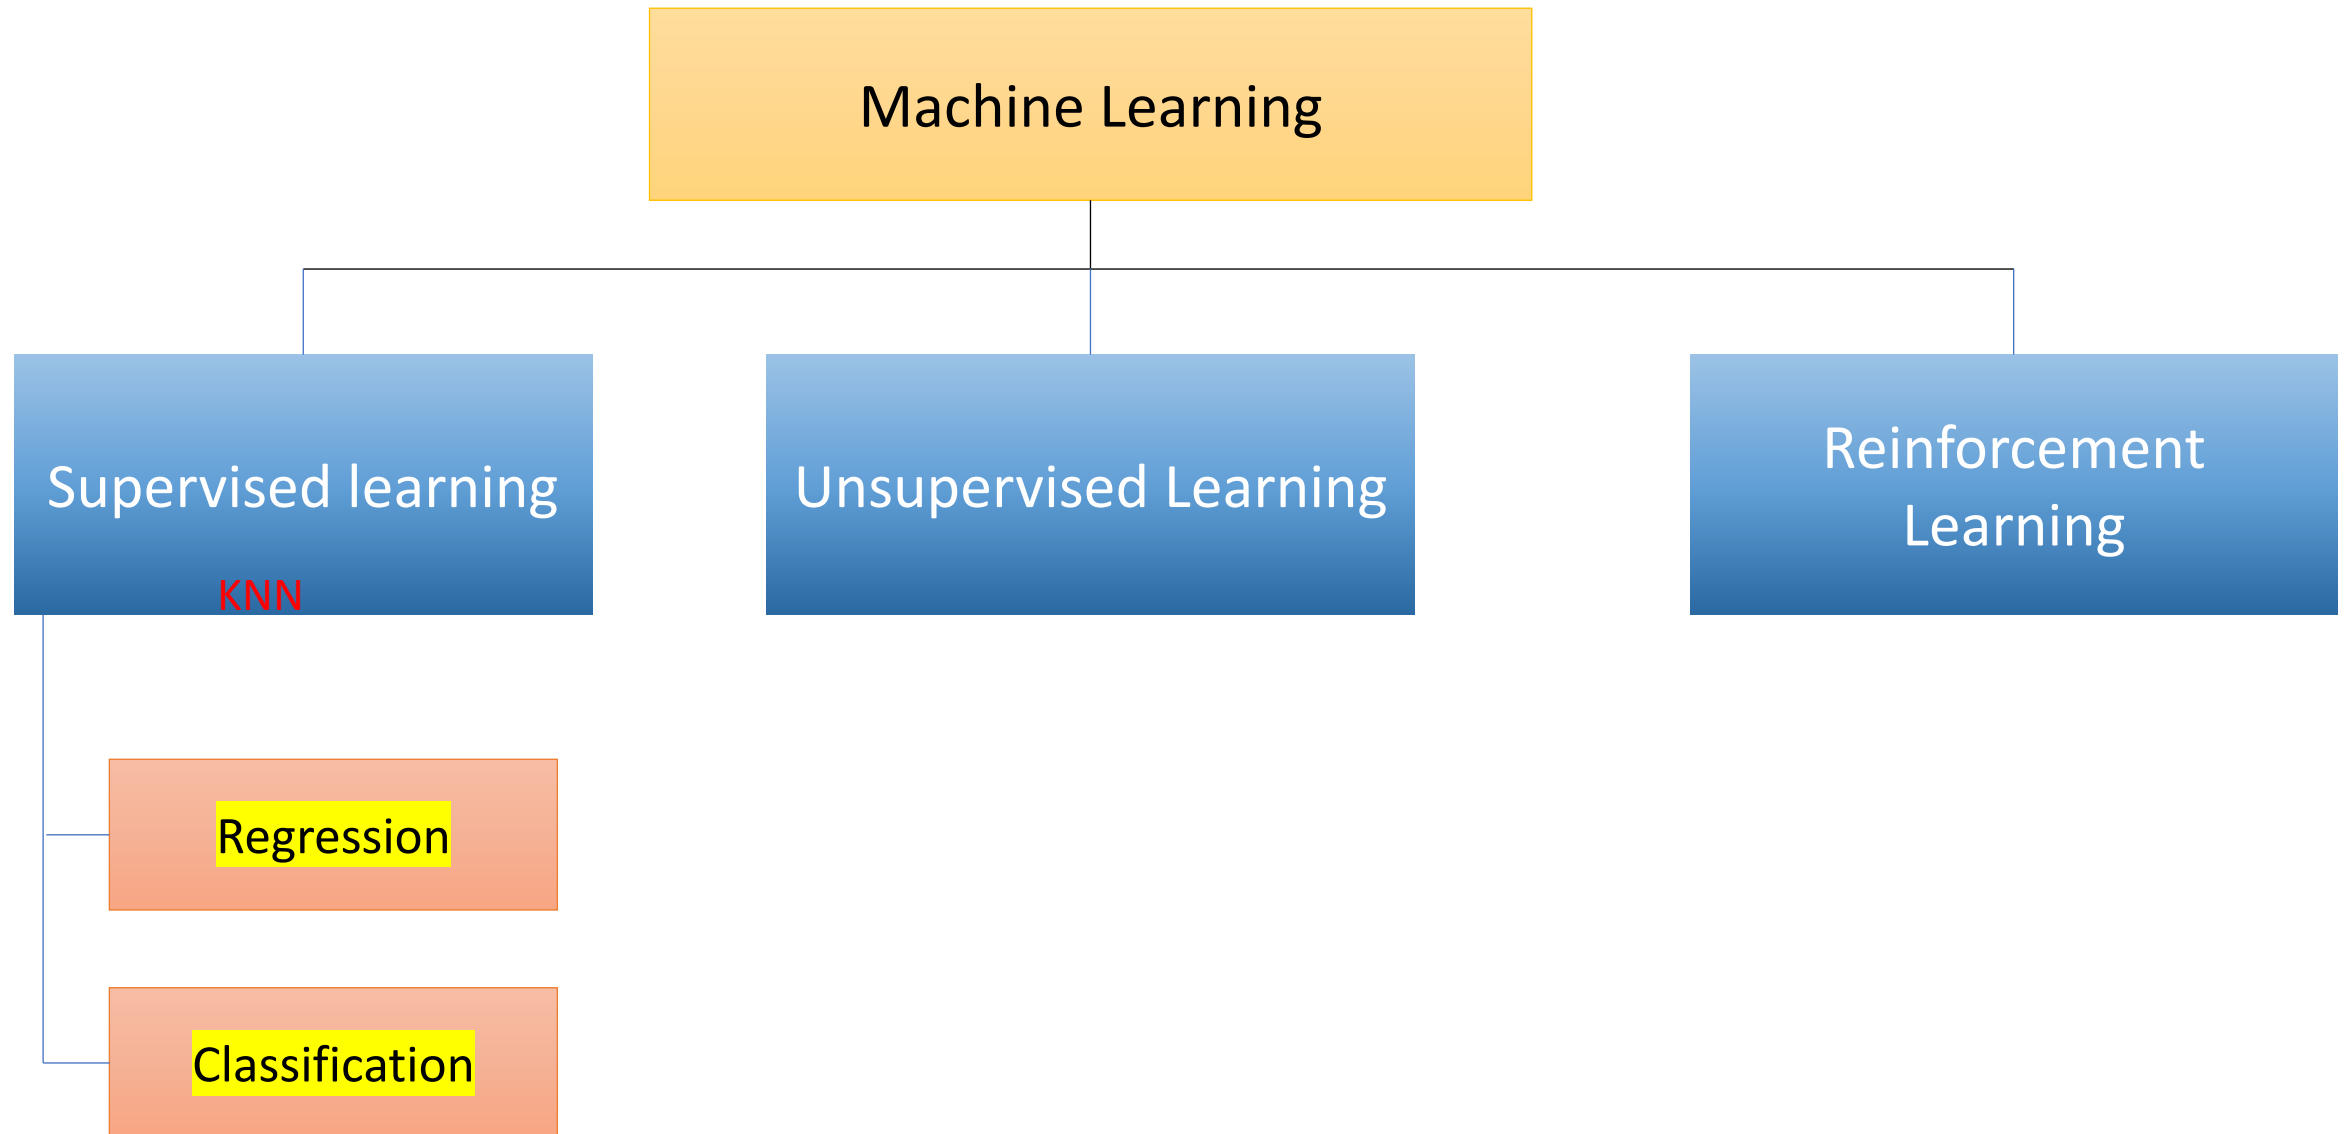 Machine Learning
Supervised learning
KNN
Unsupervised Learning
Reinforcement
Learning
Regression
Classification